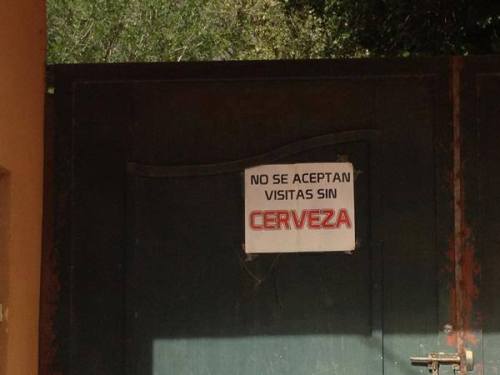 NO SE ACEPTAN
VISITAS SIN
CERVEZA